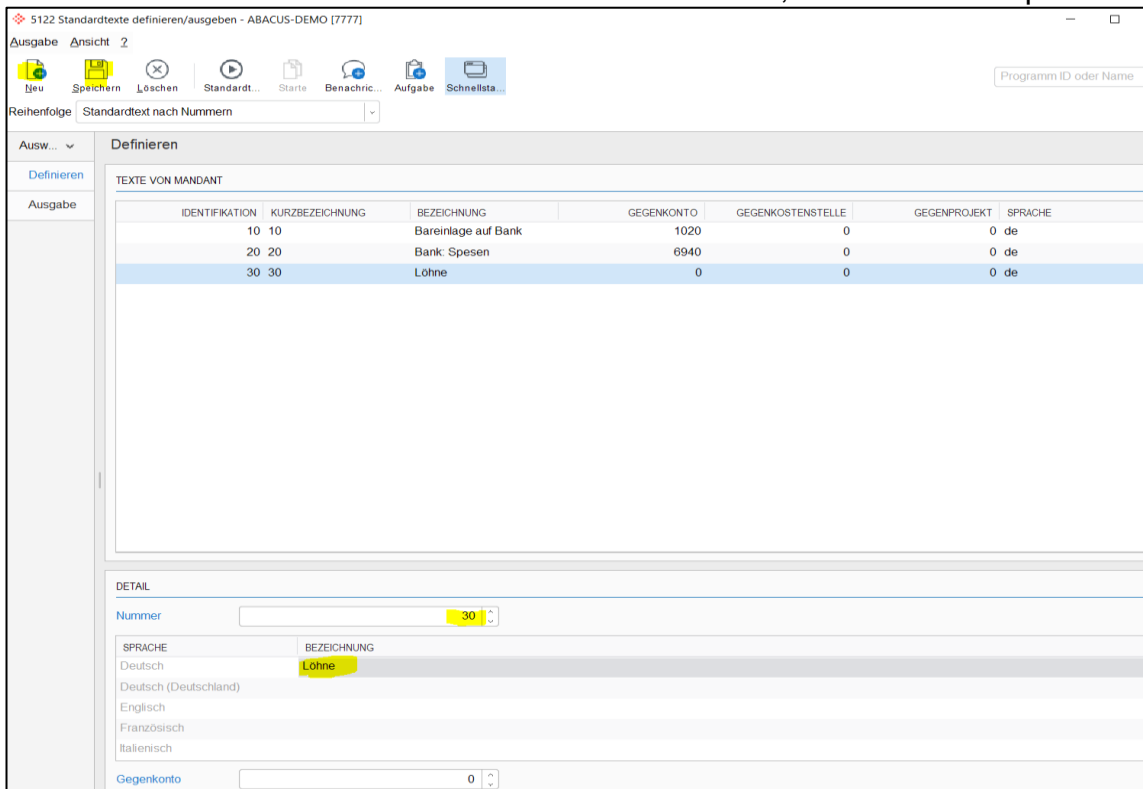 5122 Standardtexte definieren/ausgeben - ABACUS-DEMO [7777]
Ausgabe Ansicht ?
Neu Speichern Löschen Standardt... Starte Benachric... Aufgabe Schnellsta...
Programm ID oder Name
Reihenfolge Standardtext nach Nummern
Ausw... Definieren
Definieren
TEXTE VON MANDANT
Ausgabe
IDENTIFIKATION KURZBEZEICHNUNG BEZEICHNUNG GEGENKONTO GEGENKOSTENSTELLE GEGENPROJEKT SPRACHE
10 10 Bareinlage auf Bank 1020 0 0 de
20 20 Bank: Spesen 6940 0 0 de
30 30 Löhne 0 0 0 de
DETAIL
Nummer 30
SPRACHE BEZEICHNUNG
Deutsch Löhne
Deutsch (Deutschland)
Englisch
Französisch
Italienisch
Gegenkonto 0